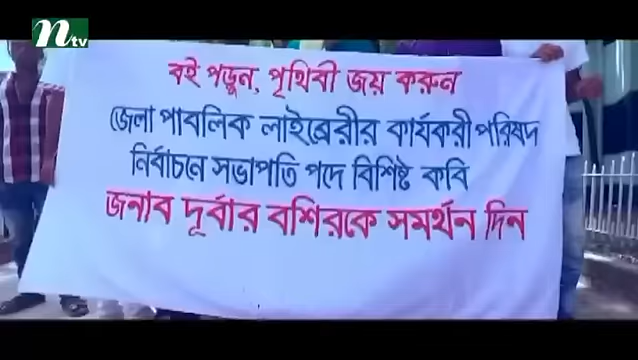 ntv
বই পড়ুন, পৃথিবী জয় করুন
জেলা পাবলিক লাইব্রেরীর কার্যকরী পরিষদ
নির্বাচনে সভাপতি পদে বিশিষ্ট কবি
জনাব দূর্বার বশিরকে সমর্থন দিন